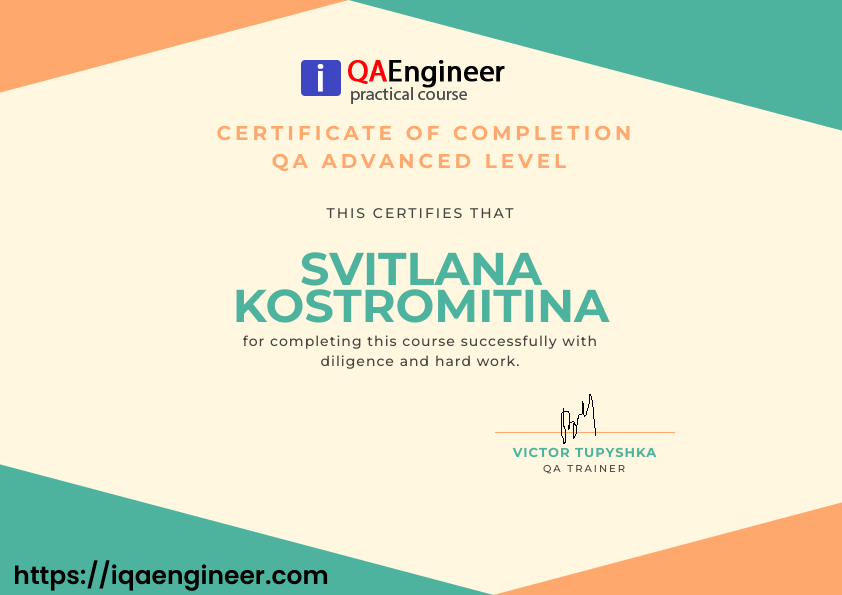 i QAEngineer
practical course
CERTIFICATE OF COMPLETION
QA ADVANCED LEVEL
THIS CERTIFIES THAT
SVITLANA
KOSTROMITINA
for completing this course successfully with
diligence and hard work.
VICTOR TUPYSHKA
QA TRAINER
https://iqaengineer.com